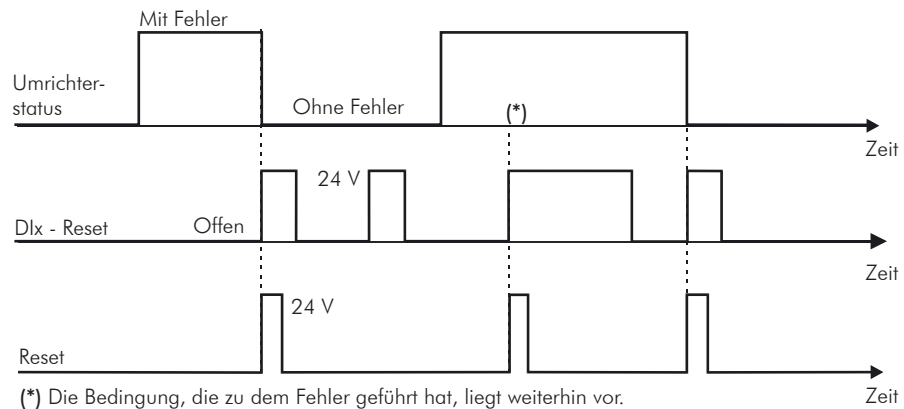 Mit Fehler
Umrichter-
status
Ohne Fehler
(*)
Zeit
24 V
DIx - Reset
Offen
Zeit
24 V
Reset
Zeit
(*) Die Bedingung, die zu dem Fehler geführt hat, liegt weiterhin vor.